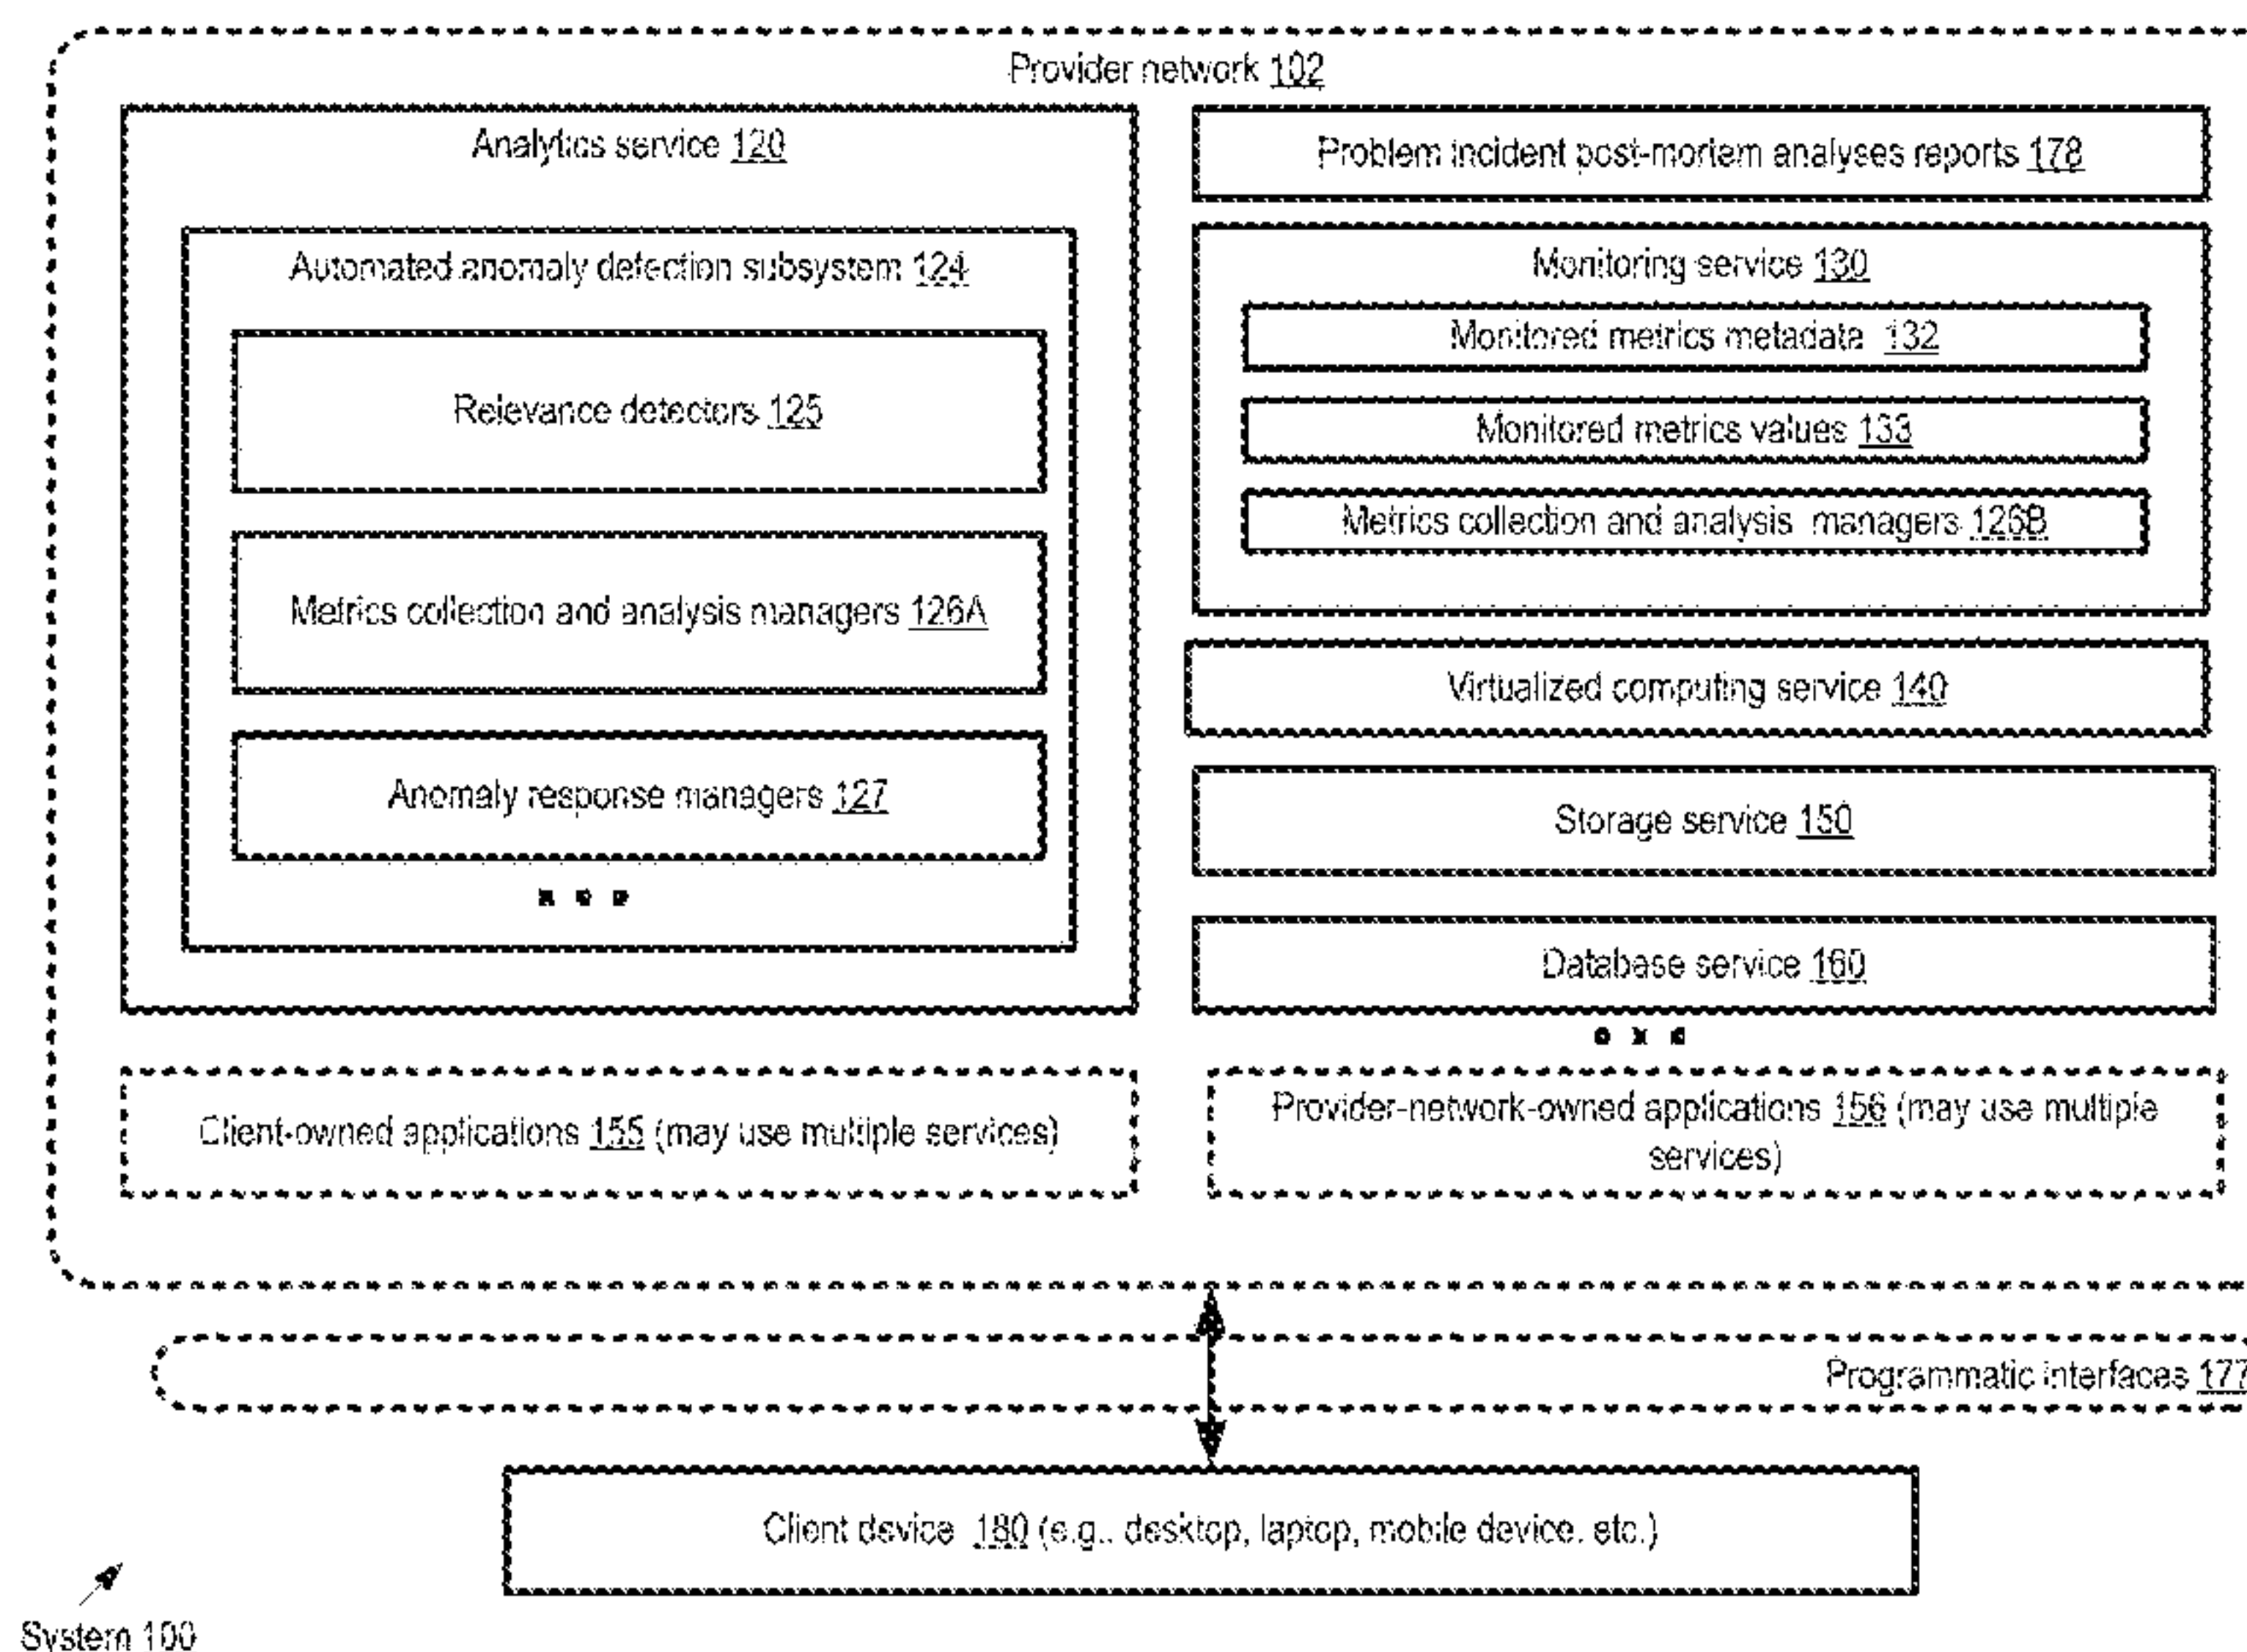 Provider network 102
Analytics service 120
Automated anomaly detection subsystem 124
Relevance detectors 125
Metrics collection and analysis managers 126A
Anomaly response managers 127
Problem incident post-mortem analyses reports 178
Monitoring service 130
Monitored metrics metadata 132
Monitored metrics values 133
Metrics collection and analysis managers 126B
Virtualized computing service 140
Storage service 150
Database service 160
Client-owned applications 155 (may use multiple services)
Provider-network-owned applications 156 (may use multiple
services)
Programmatic interfaces 177
Client device 180 (e.g., desktop, laptop, mobile device, etc.)
System 100